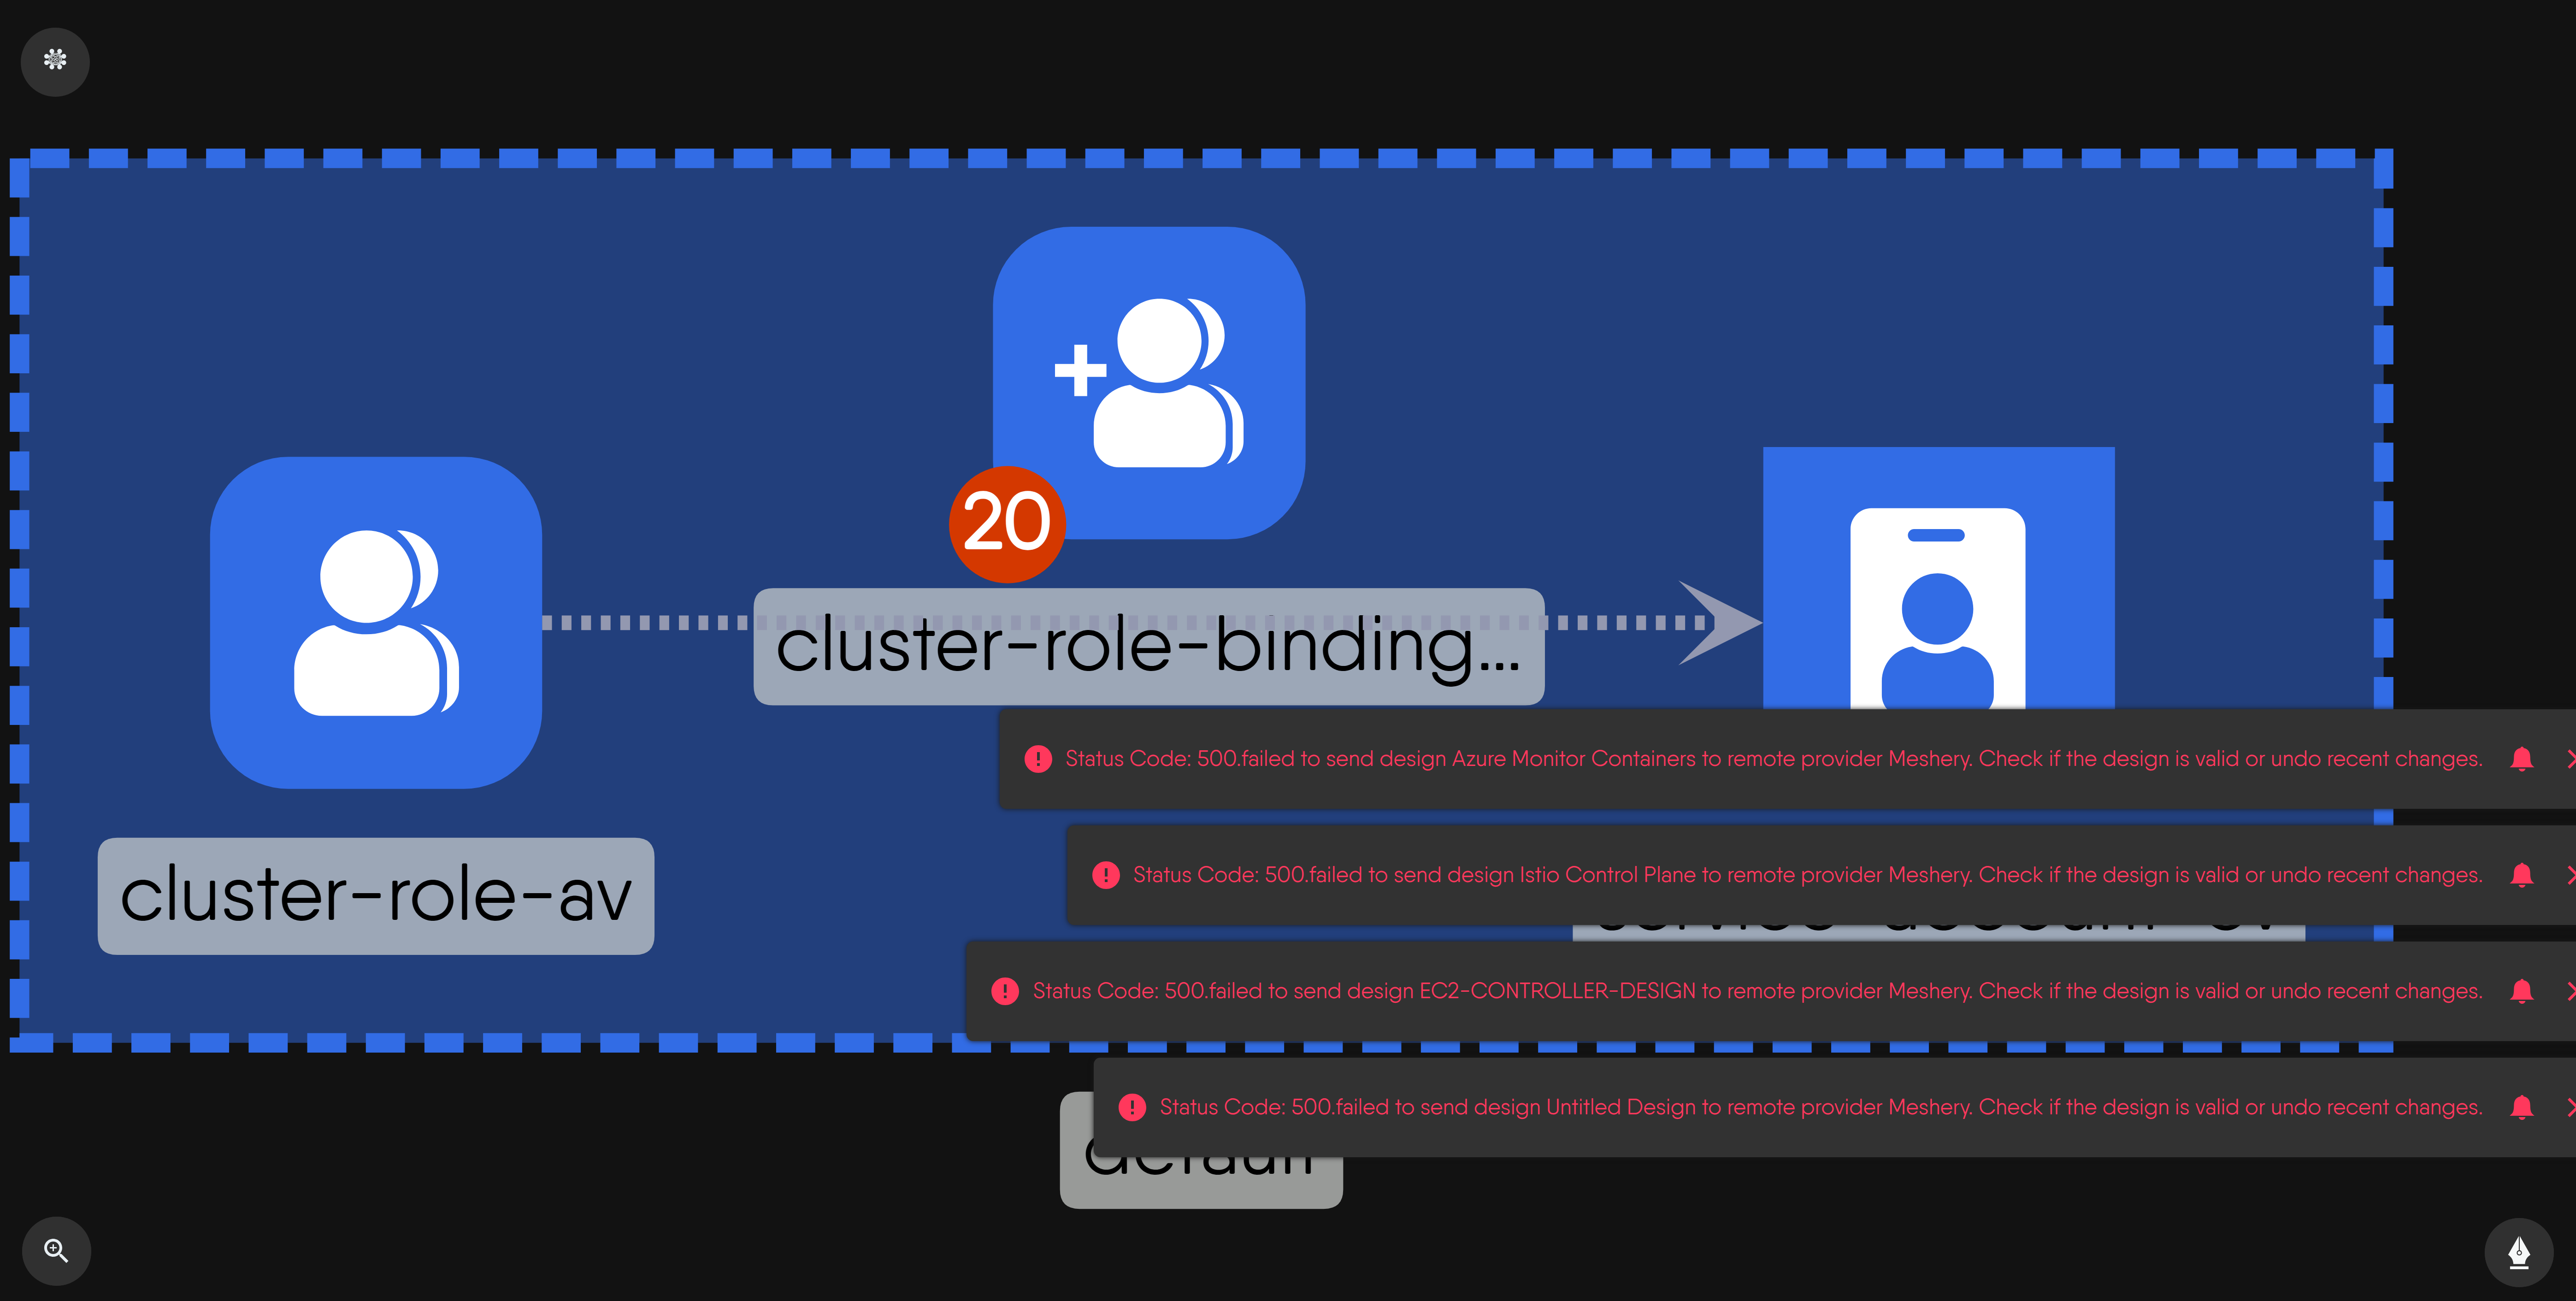 20
cluster-role-binding...
Status Code: 500.failed to send design Azure Monitor Containers to remote provider Meshery. Check if the design is valid or undo recent changes.
cluster-role-av
Status Code: 500.failed to send design Istio Control Plane to remote provider Meshery. Check if the design is valid or undo recent changes.
Status Code: 500.failed to send design EC2-CONTROLLER-DESIGN to remote provider Meshery. Check if the design is valid or undo recent changes.
Status Code: 500.failed to send design Untitled Design to remote provider Meshery. Check if the design is valid or undo recent changes.
default